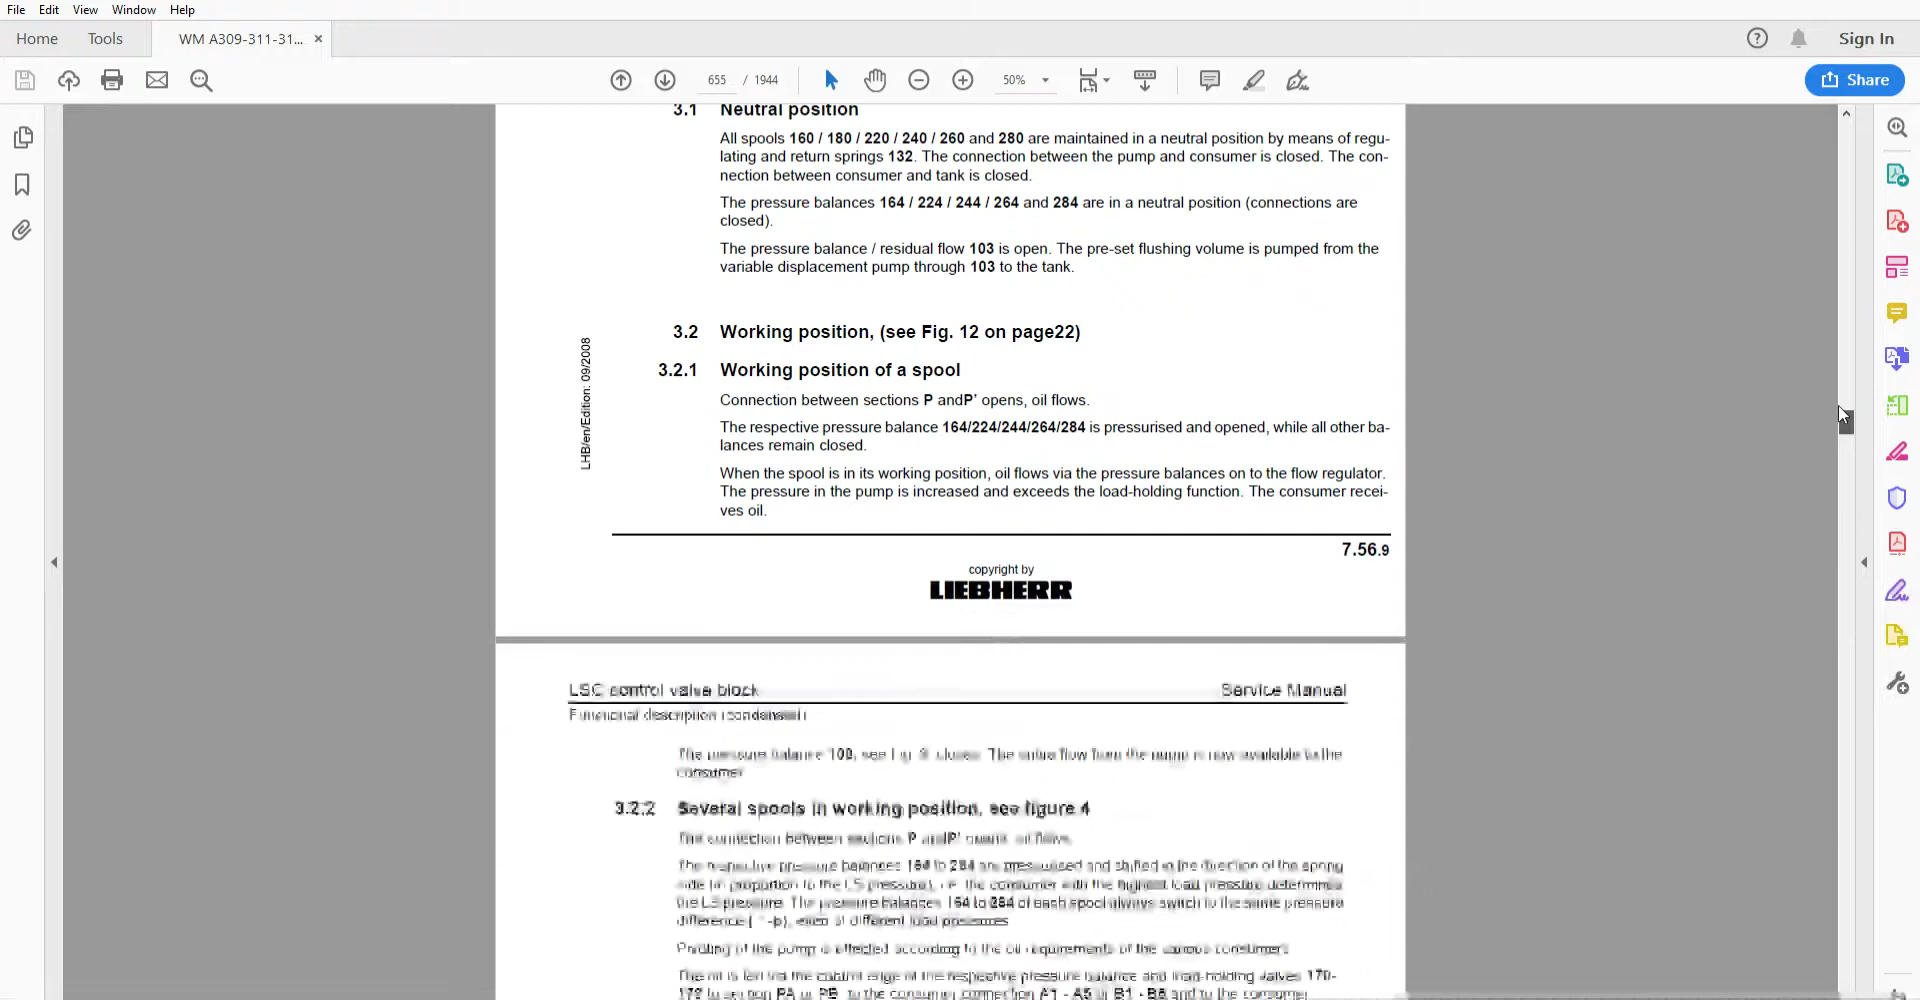 File Edit View Window Help
Home Tools WM A309-311-31... × Sign In
655 / 1944 50% Share
3.1 Neutral position
All spools 160 / 180 / 220 / 240 / 260 and 280 are maintained in a neutral position by means of regu-
lating and return springs 132. The connection between the pump and consumer is closed. The con-
nection between consumer and tank is closed.
The pressure balances 164 / 224 / 244 / 264 and 284 are in a neutral position (connections are
closed).
The pressure balance / residual flow 103 is open. The pre-set flushing volume is pumped from the
variable displacement pump through 103 to the tank.
3.2 Working position, (see Fig. 12 on page22)
3.2.1 Working position of a spool
Connection between sections P andP' opens, oil flows.
The respective pressure balance 164/224/244/264/284 is pressurised and opened, while all other ba-
lances remain closed.
When the spool is in its working position, oil flows via the pressure balances on to the flow regulator.
The pressure in the pump is increased and exceeds the load-holding function. The consumer recei-
ves oil.
LHB/en/Edition: 09/2008
7.56.9
copyright by
LIEBHERR
LSC control valve block Service Manual
Functional description (condensed)
The pressure balance closes. The entire flow from the pump is now available to the
consumer
3.2.2 Several spools in working position, see figure 4
The connection between sections P andP' opens, oil flows.
The respective pressure balances 164 to 284 are pressurised and shifted in the direction of the spring
side (in proportion to the LS pressure), the consumer with the highest load pressure determines
the LS pressure. The pressure balances 164 to 284 of each spool always switch to the same pressure
difference even at different load pressures
of the pump is effected according to the oil requirements of the various consumers
The oil is fed via the control edge of the respective pressure balance and load-holding valves 170-
179 to section PA or PB, to the consumer connection A1 - A5 or B1 - B6 and to the consumer